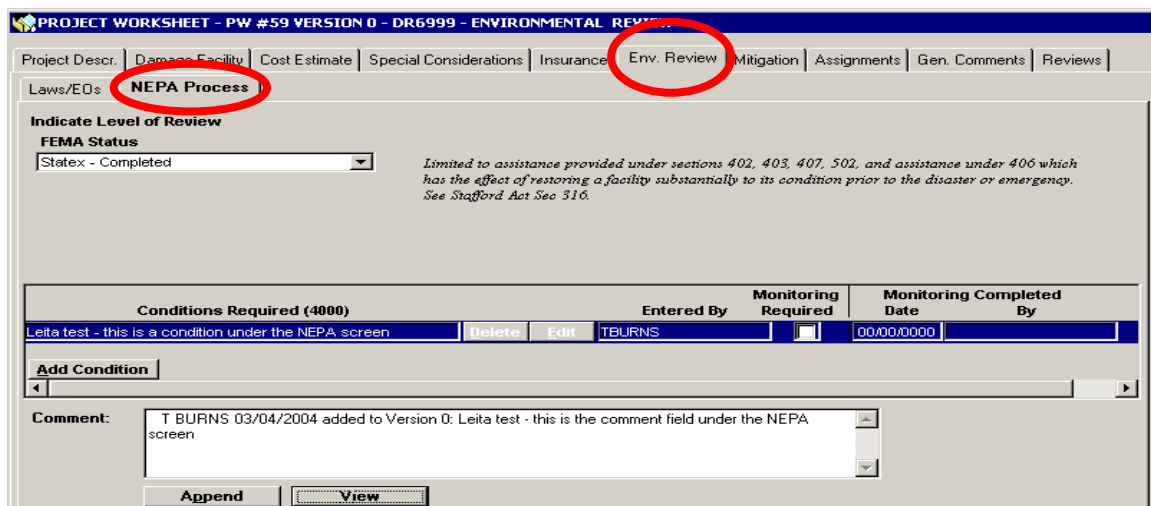 PROJECT WORKSHEET - PW #59 VERSION 0 - DR6999 - ENVIRONMENTAL REVIEW
Project Descr. Damage Facility Cost Estimate Special Considerations Insurance Env. Review Mitigation Assignments Gen. Comments Reviews
Laws/EOs NEPA Process
Indicate Level of Review
FEMA Status
Statex - Completed
Limited to assistance provided under sections 402, 403, 407, 502, and assistance under 406 which
has the effect of restoring a facility substantially to its condition prior to the disaster or emergency.
See Stafford Act Sec 316.
Monitoring Monitoring Completed
Conditions Required (4000) Entered By Required Date By
Leita test - this is a condition under the NEPA screen Delete Edit TBURNS 00/00/0000
Add Condition
Comment: T BURNS 03/04/2004 added to Version 0: Leita test - this is the comment field under the NEPA
screen
Append View